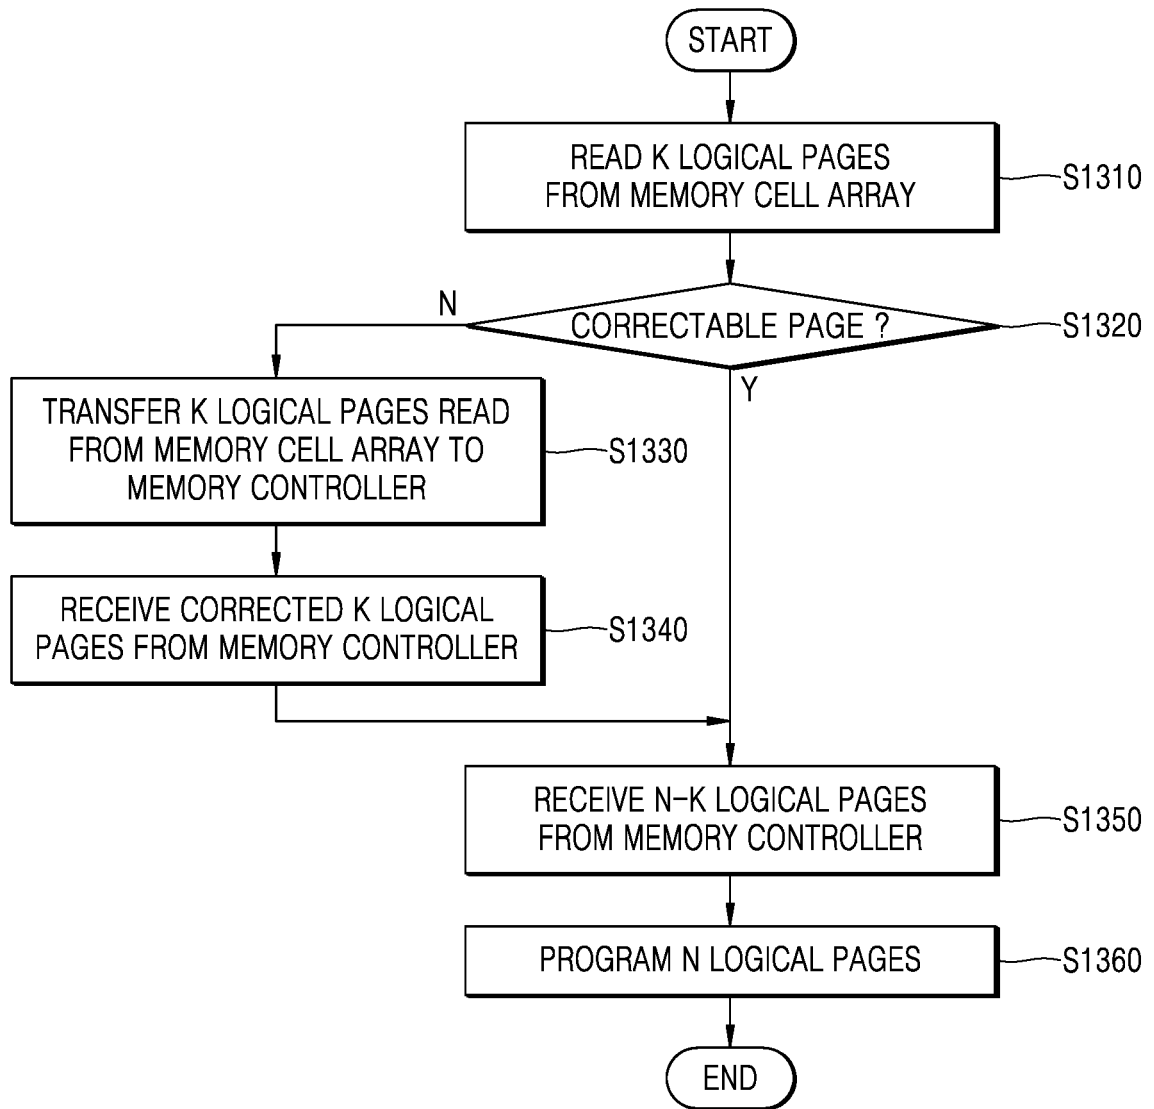 START
READ K LOGICAL PAGES
FROM MEMORY CELL ARRAY
S1310
N
CORRECTABLE PAGE ?
S1320
Y
TRANSFER K LOGICAL PAGES READ
FROM MEMORY CELL ARRAY TO
MEMORY CONTROLLER
S1330
RECEIVE CORRECTED K LOGICAL
PAGES FROM MEMORY CONTROLLER
S1340
RECEIVE N-K LOGICAL PAGES
FROM MEMORY CONTROLLER
S1350
PROGRAM N LOGICAL PAGES
S1360
END